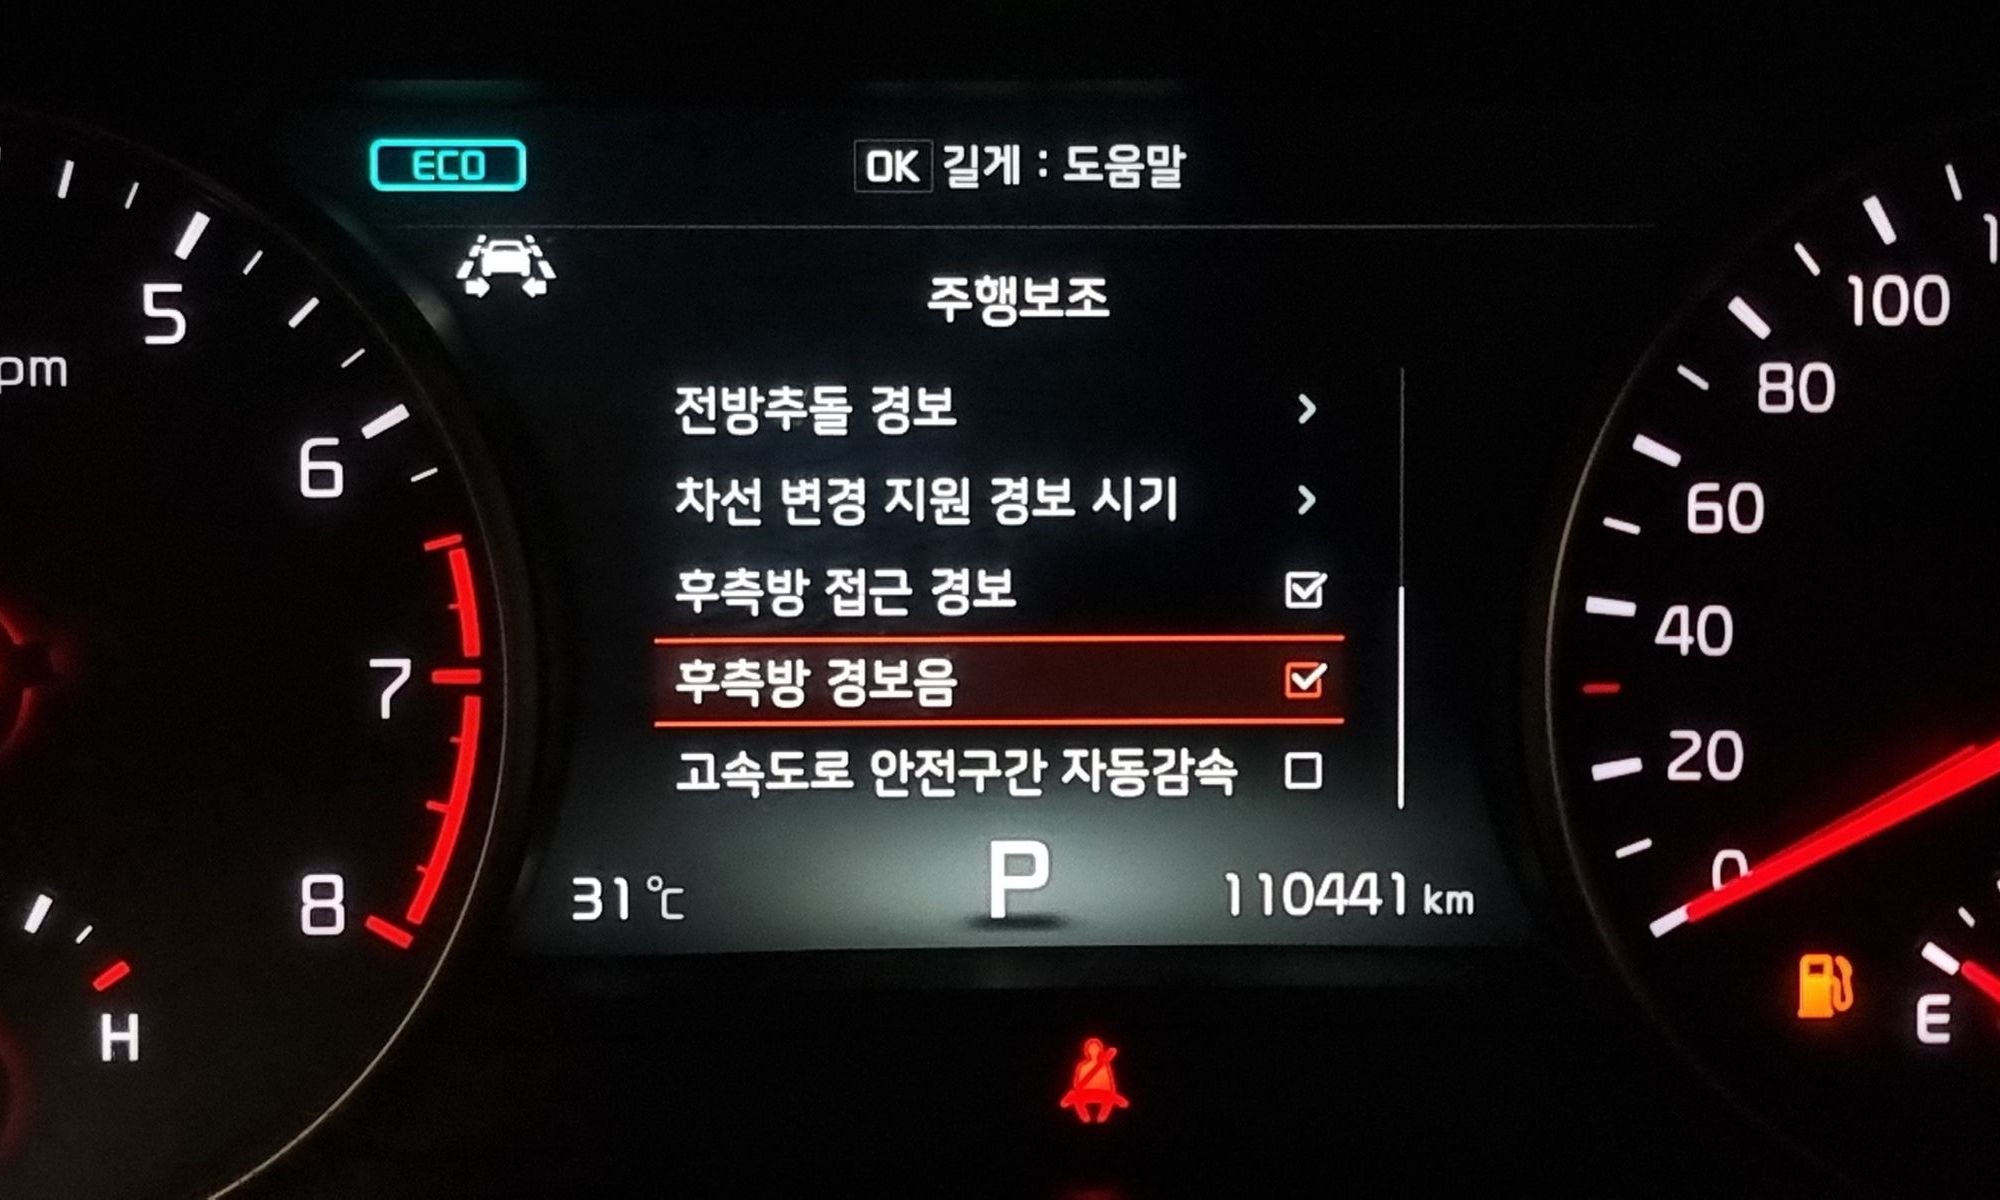 ECO
OK 길게 : 도움말
주행보조
전방추돌 경보
차선 변경 지원 경보 시기
후측방 접근 경보
후측방 경보음
고속도로 안전구간 자동감속
31℃
P
110441 km
5
pm
6
7
8
H
100
80
60
40
20
0
E